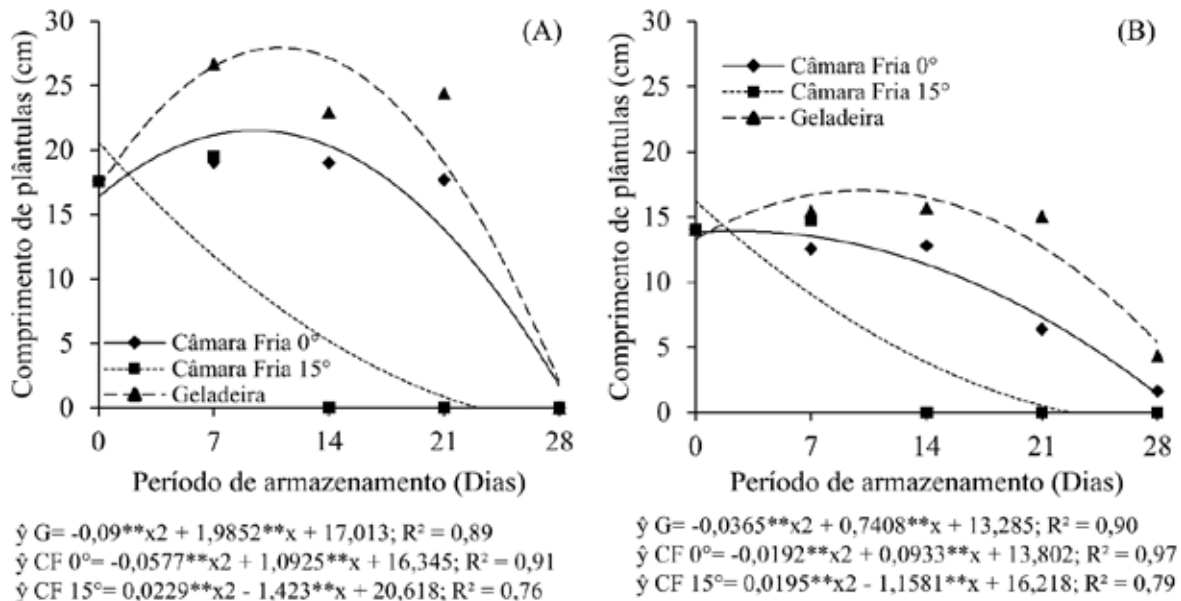 (A)
Comprimento de plântulas (cm)
30
25
20
15
10
5
0
Câmara Fria 0°
Câmara Fria 15°
Geladeira
0 7 14 21 28
Período de armazenamento (Dias)
ŷ G= -0,09**x2 + 1,9852**x + 17,013; R² = 0,89
ŷ CF 0°= -0,0577**x2 + 1,0925**x + 16,345; R² = 0,91
ŷ CF 15°= 0,0229**x2 - 1,423**x + 20,618; R² = 0,76
(B)
Comprimento de plântulas (cm)
30
25
20
15
10
5
0
Câmara Fria 0°
Câmara Fria 15°
Geladeira
0 7 14 21 28
Período de armazenamento (Dias)
ŷ G= -0,0365**x2 + 0,7408**x + 13,285; R² = 0,90
ŷ CF 0°= -0,0192**x2 + 0,0933**x + 13,802; R² = 0,97
ŷ CF 15°= 0,0195**x2 - 1,1581**x + 16,218; R² = 0,79